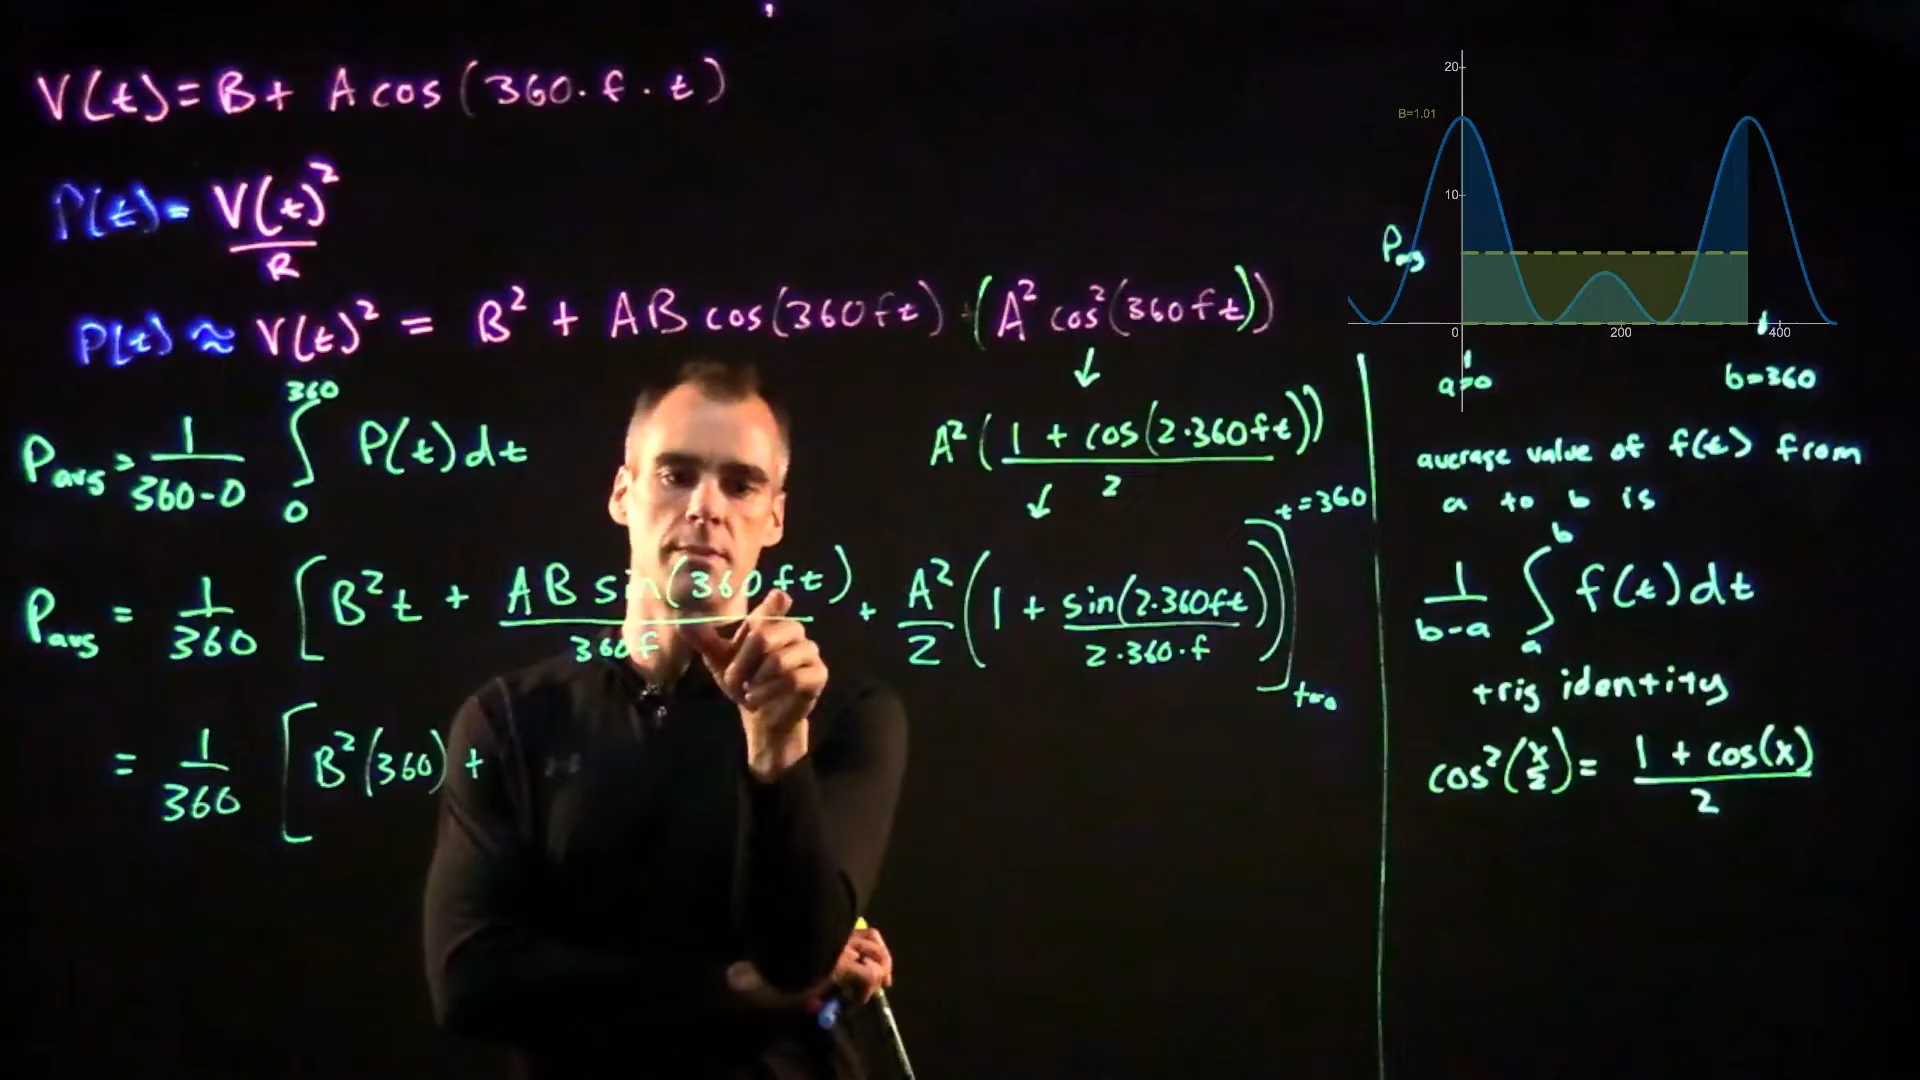 V(t) = B + A cos(360·f·t)
P(t) = V(t)² / R
P(t) ≈ V(t)² = B² + AB cos(360ft) + (A² cos²(360ft))
↓
P avg = 1/(360-0) ∫₀³⁶⁰ P(t)dt
A²(1 + cos(2·360ft))/2
↓
P avg = 1/360 [B²t + AB sin(360ft)/360f + A²/2 (1 + sin(2·360ft)/2·360·f)] t=360 t=0
= 1/360 [B²(360) +
20
B=1.01
10
P avg
0 200 400
a=0 b=360
average value of f(t) from
a to b is
1/(b-a) ∫ₐᵇ f(t)dt
trig identity
cos²(x/2) = (1 + cos(x))/2